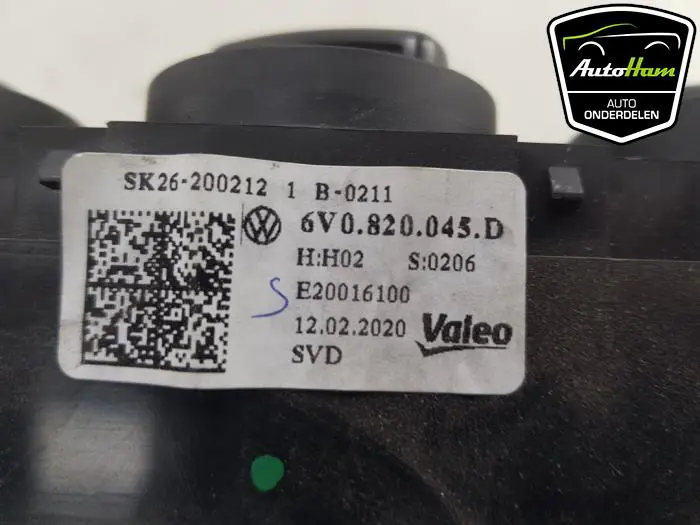 AutoHam
AUTO
ONDERDELEN
SK26-200212 1 B-0211
6V0.820.045.D
H:H02 S:0206
S
E20016100
12.02.2020 Valeo
SVD